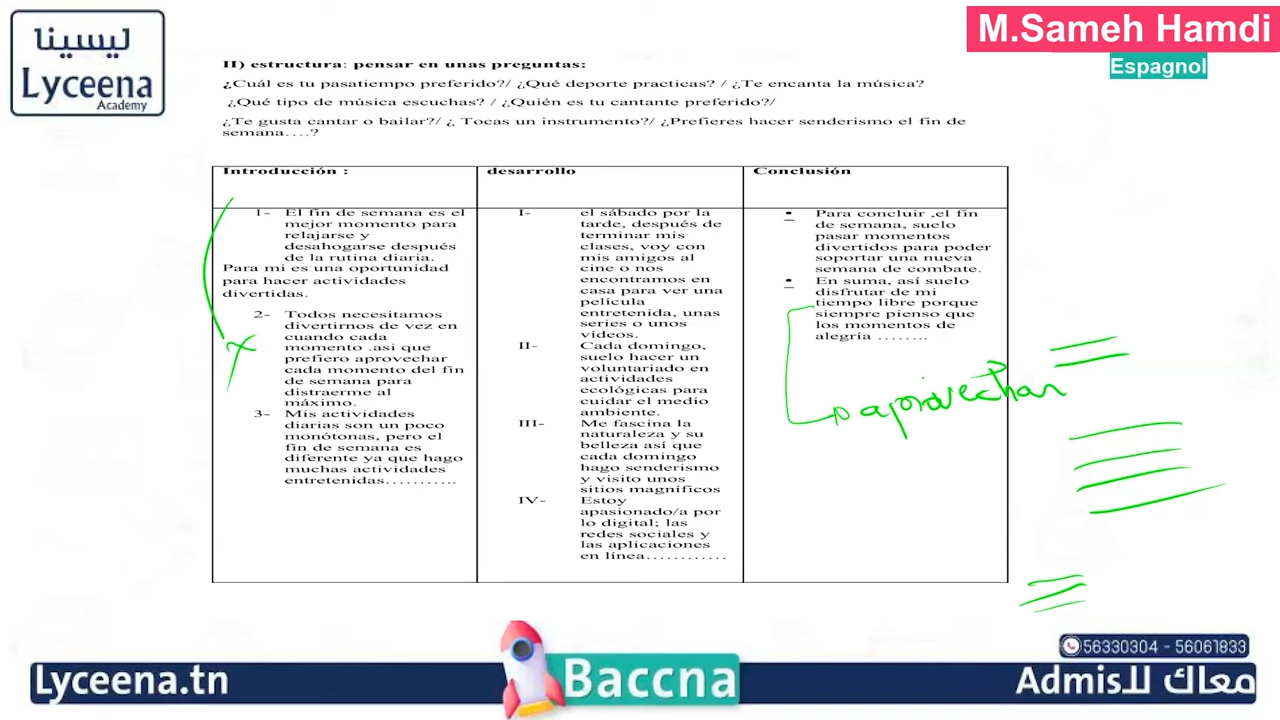 ليسينا
Lyceena
Academy
M.Sameh Hamdi
Espagnol
II) estructura: pensar en unas preguntas:
¿Cuál es tu pasatiempo preferido?/ ¿Qué deporte practicas? / ¿Te encanta la música?
¿Qué tipo de música escuchas? / ¿Quién es tu cantante preferido?/
¿Te gusta cantar o bailar?/ ¿ Tocas un instrumento?/ ¿Prefieres hacer senderismo el fin de
semana….?
Introducción :
1- El fin de semana es el
mejor momento para
relajarse y
desahogarse después
de la rutina diaria.
Para mi es una oportunidad
para hacer actividades
divertidas.
2- Todos necesitamos
divertirnos de vez en
cuando cada
momento .asi que
prefiero aprovechar
cada momento del fin
de semana para
distraerme al
máximo.
3- Mis actividades
diarias son un poco
monótonas, pero el
fin de semana es
diferente ya que hago
muchas actividades
entretenidas………..
desarrollo
I- el sábado por la
tarde, después de
terminar mis
clases, voy con
mis amigos al
cine o nos
encontramos en
casa para ver una
película
entretenida, unas
series o unos
vídeos.
II- Cada domingo,
suelo hacer un
voluntariado en
actividades
ecológicas para
cuidar el medio
ambiente.
III- Me fascina la
naturaleza y su
belleza así que
cada domingo
hago senderismo
y visito unos
sitios magníficos
IV- Estoy
apasionado/a por
lo digital; las
redes sociales y
las aplicaciones
en línea…………
Conclusión
• Para concluir ,el fin
de semana, suelo
pasar momentos
divertidos para poder
soportar una nueva
semana de combate.
• En suma, así suelo
disfrutar de mi
tiempo libre porque
siempre pienso que
los momentos de
alegría ……..
aprovechar
56330304 - 56061833
Lyceena.tn
Baccna
معاك للـ Admis